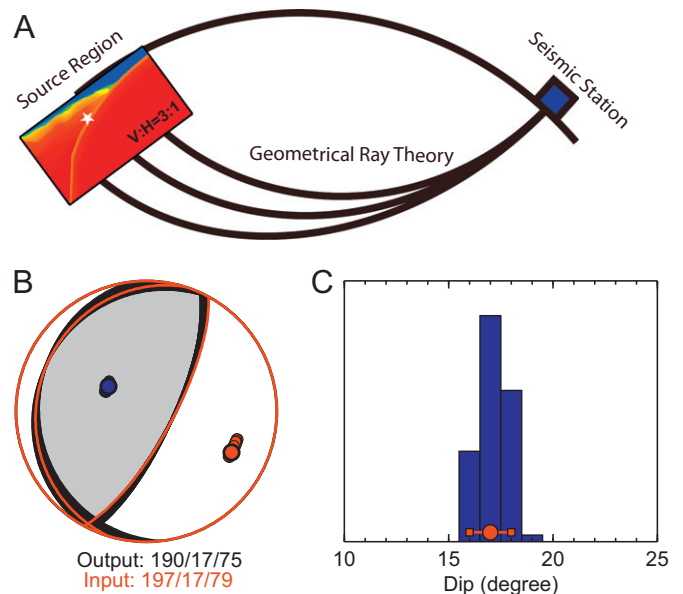 A
Source Region
V:H=3:1
Geometrical Ray Theory
Seismic Station
B
Output: 190/17/75
Input: 197/17/79
C
10 15 20 25
Dip (degree)